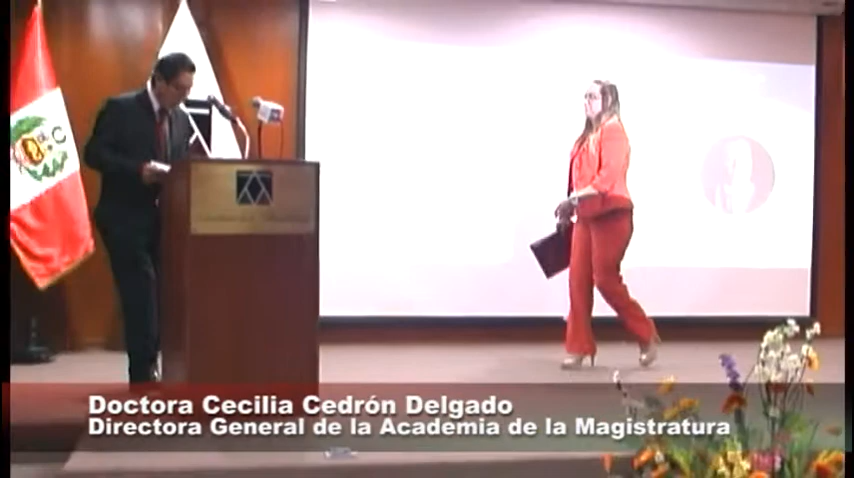 Doctora Cecilia Cedrón Delgado
Directora General de la Academia de la Magistratura